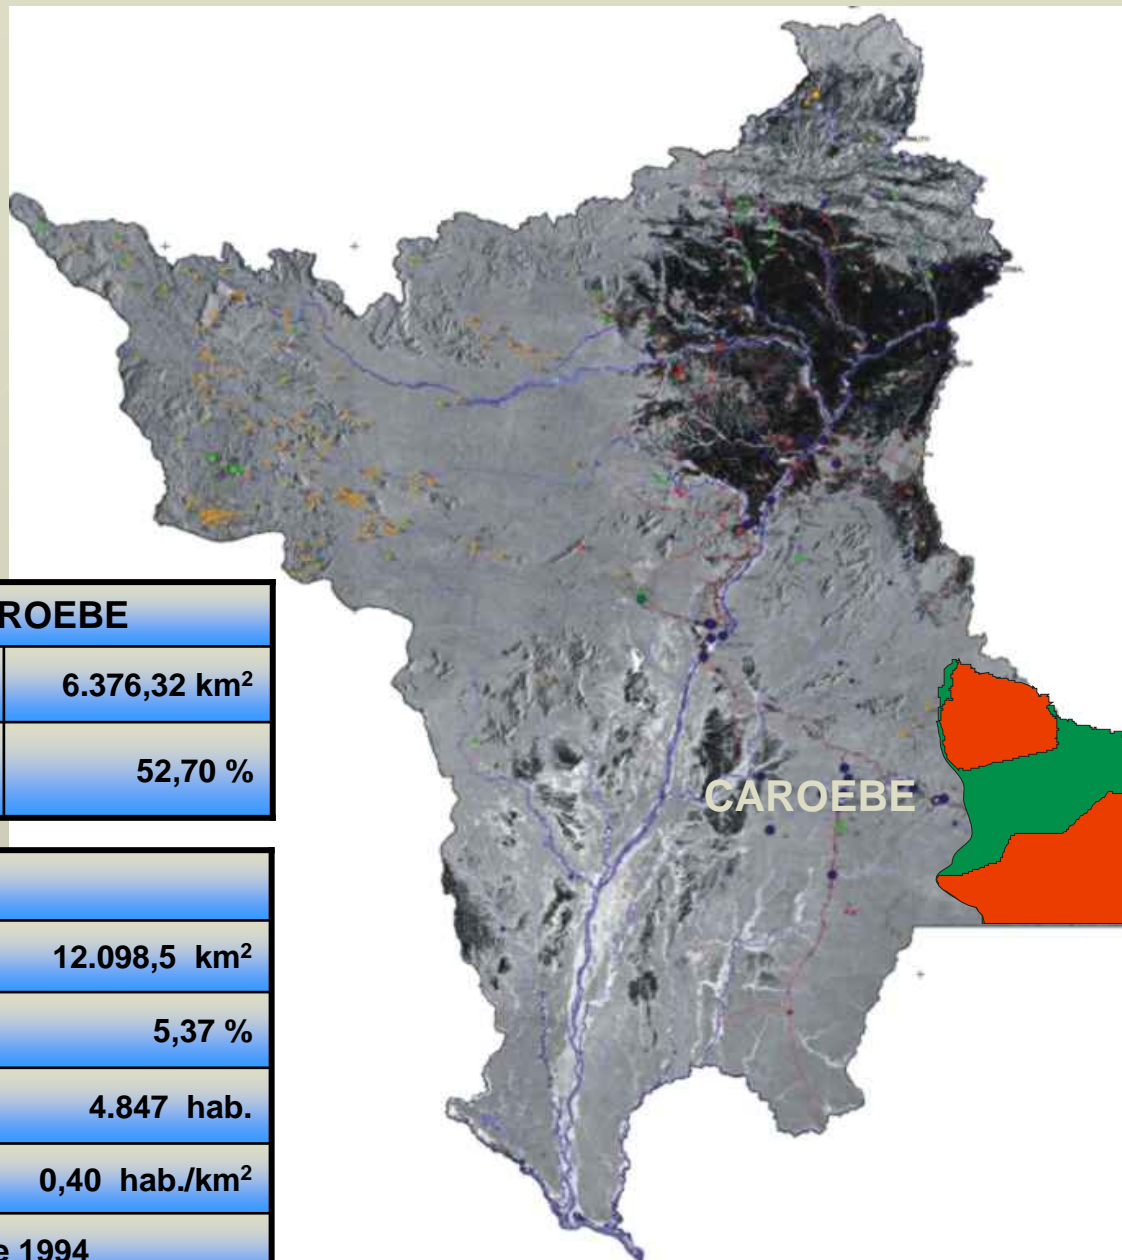 ROEBE
6.376,32 km²
52,70 %
CAROEBE
12.098,5 km²
5,37 %
4.847 hab.
0,40 hab./km²
e 1994